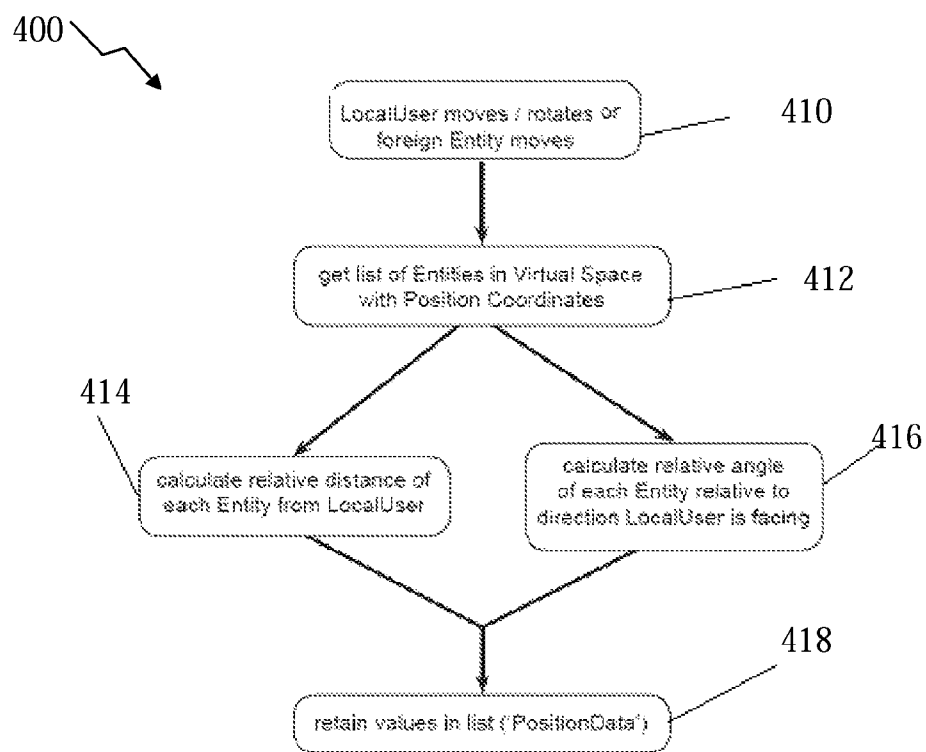 400
LocalUser moves / rotates or
foreign Entity moves
410
get list of Entities in Virtual Space
with Position Coordinates
412
414
calculate relative distance of
each Entity from LocalUser
416
calculate relative angle
of each Entity relative to
direction LocalUser is facing
418
retain values in list ('PositionData')